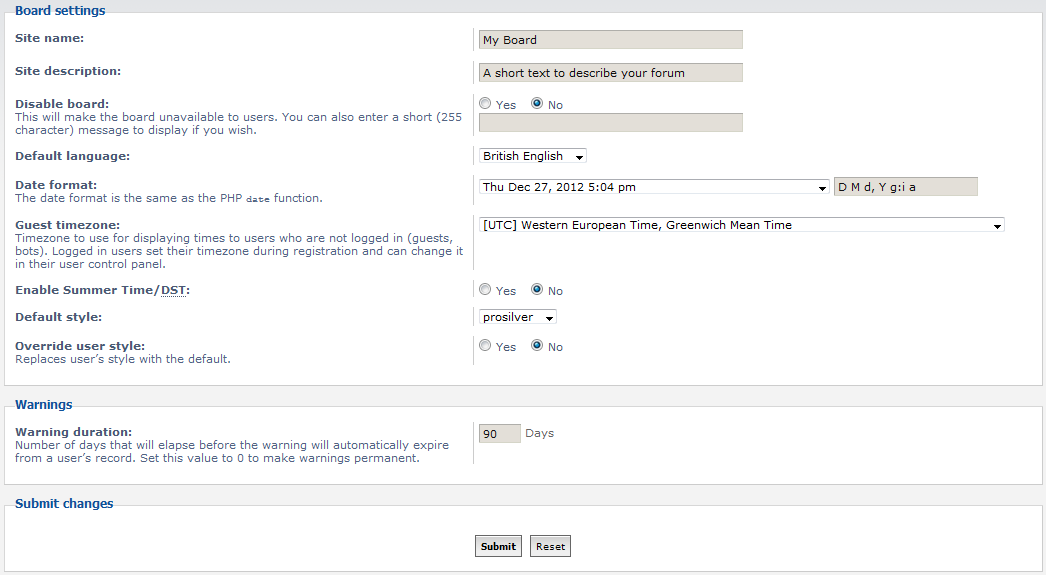 Board settings
Site name:
My Board
Site description:
A short text to describe your forum
Disable board:
This will make the board unavailable to users. You can also enter a short (255
character) message to display if you wish.
Yes No
Default language:
British English
Date format:
The date format is the same as the PHP date function.
Thu Dec 27, 2012 5:04 pm
D M d, Y g:i a
Guest timezone:
Timezone to use for displaying times to users who are not logged in (guests,
bots). Logged in users set their timezone during registration and can change it
in their user control panel.
[UTC] Western European Time, Greenwich Mean Time
Enable Summer Time/DST:
Yes No
Default style:
prosilver
Override user style:
Replaces user’s style with the default.
Yes No
Warnings
Warning duration:
Number of days that will elapse before the warning will automatically expire
from a user’s record. Set this value to 0 to make warnings permanent.
90 Days
Submit changes
Submit Reset